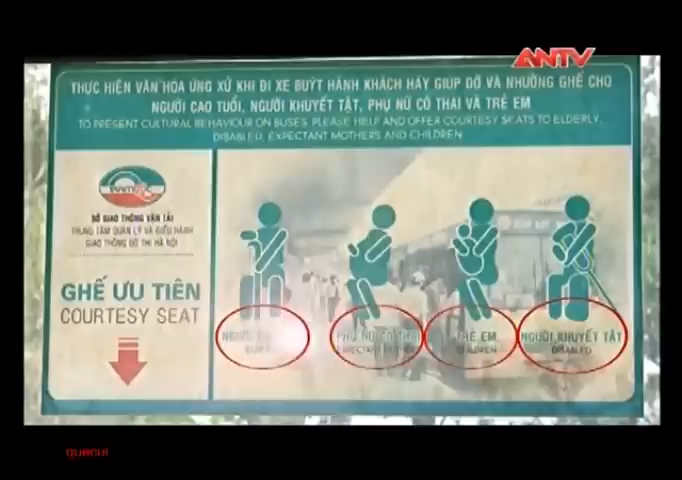 ANTV
THỰC HIỆN VĂN HÓA ỨNG XỬ KHI ĐI XE BUÝT HÀNH KHÁCH HÃY GIÚP ĐỠ VÀ NHƯỜNG GHẾ CHO
NGƯỜI CAO TUỔI, NGƯỜI KHUYẾT TẬT, PHỤ NỮ CÓ THAI VÀ TRẺ EM
TO PRESENT CULTURAL BEHAVIOUR ON BUSES, PLEASE HELP AND OFFER COURTESY SEATS TO ELDERLY,
DISABLED, EXPECTANT MOTHERS AND CHILDREN
SỞ GIAO THÔNG VẬN TẢI
TRUNG TÂM QUẢN LÝ VÀ ĐIỀU HÀNH
GIAO THÔNG ĐÔ THỊ HÀ NỘI
GHẾ ƯU TIÊN
COURTESY SEAT
NGƯỜI
PHỤ NỮ CÓ THAI
EXPECTANT
TRẺ EM
CHILDREN
NGƯỜI KHUYẾT TẬT
DISABLED